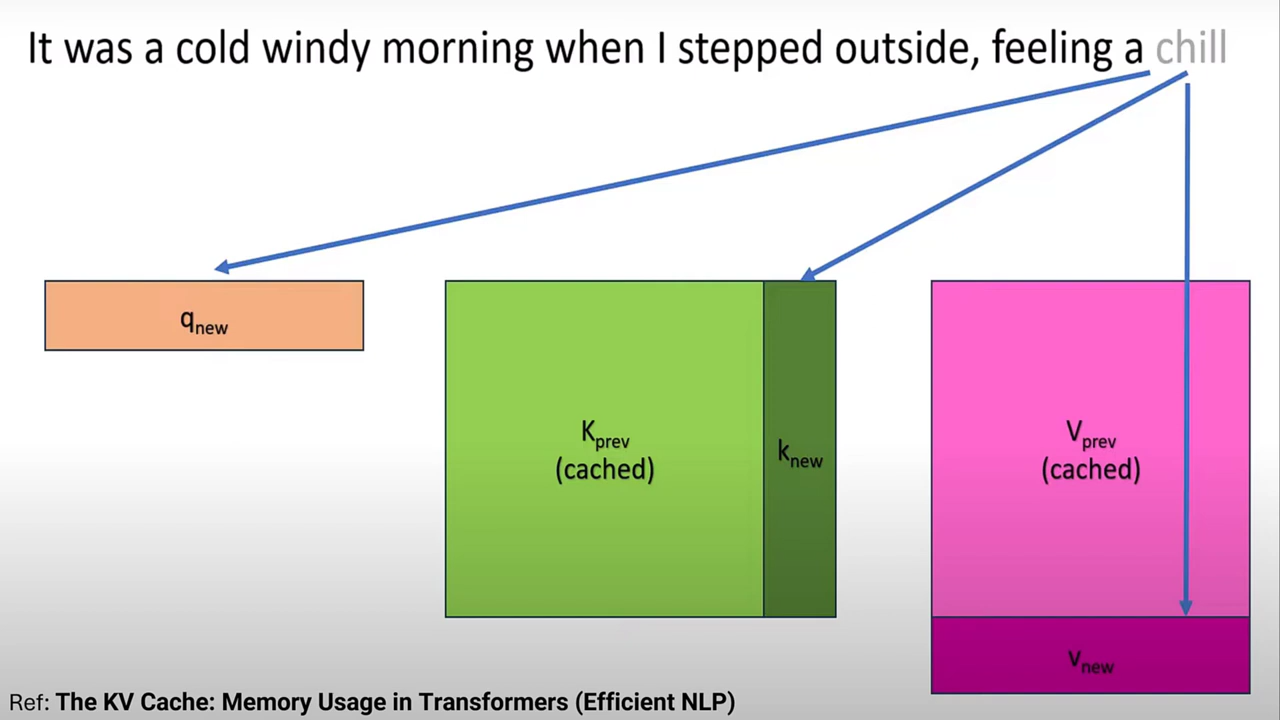 It was a cold windy morning when I stepped outside, feeling a chill
qnew
Kprev
(cached)
knew
Vprev
(cached)
vnew
Ref: The KV Cache: Memory Usage in Transformers (Efficient NLP)